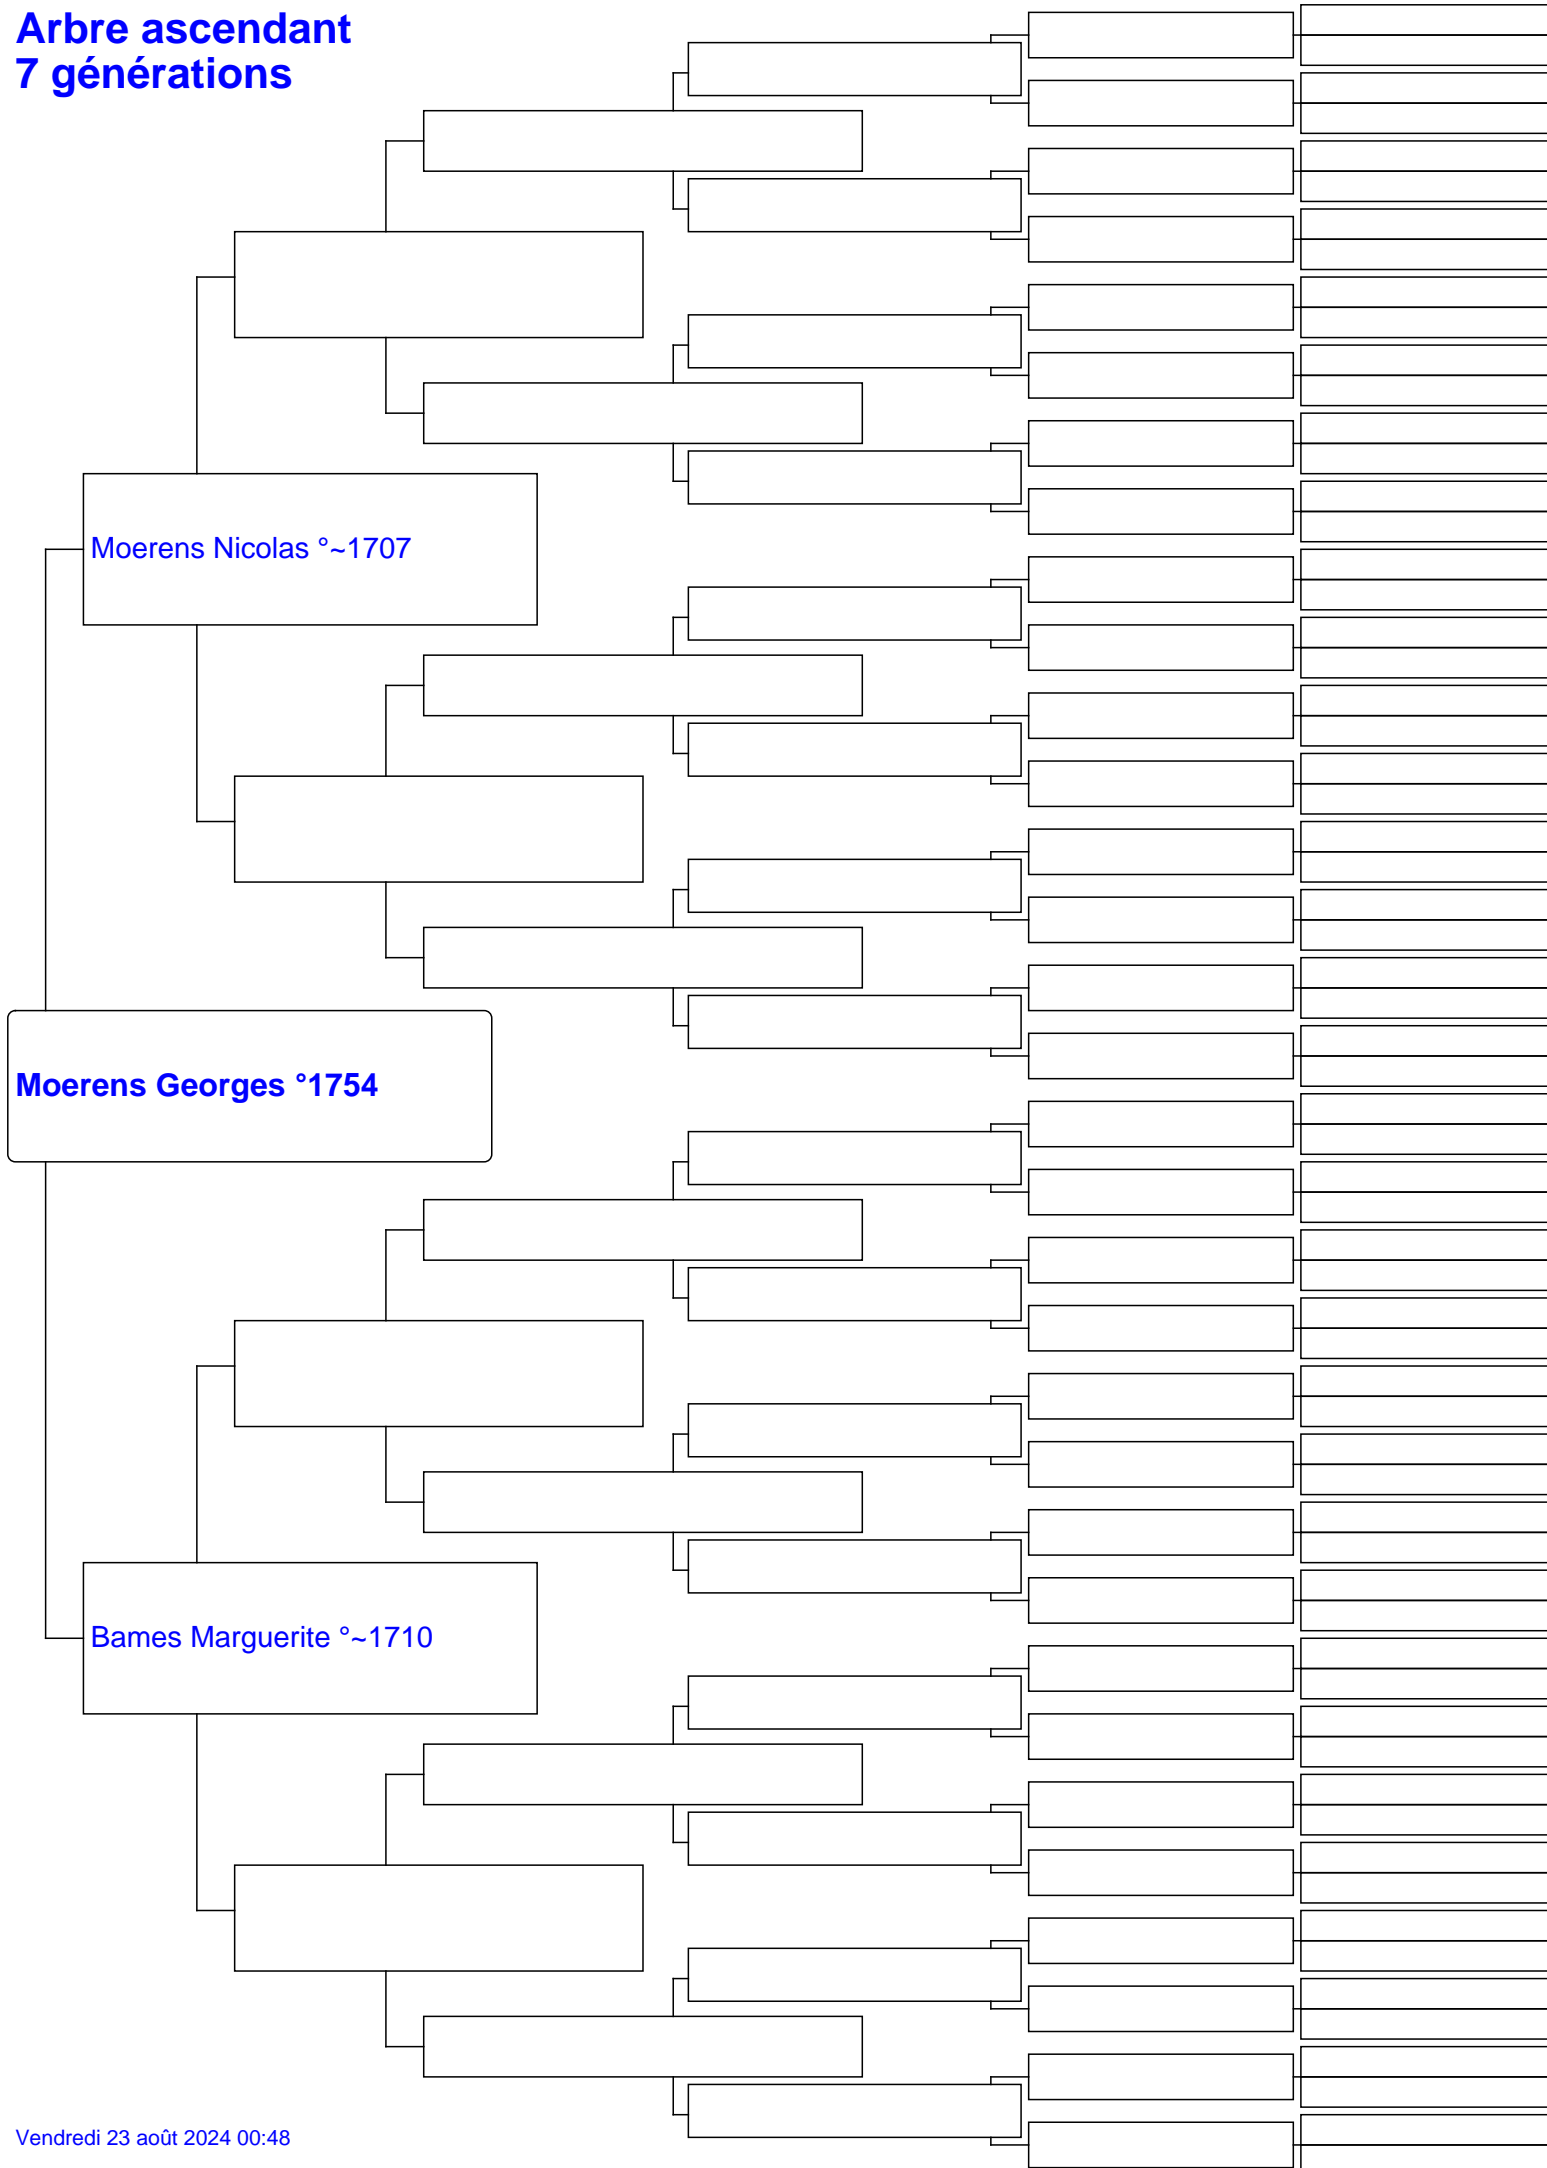 Arbre ascendant
7 générations
Moerens Nicolas °~1707
Moerens Georges °1754
Bames Marguerite °~1710
Vendredi 23 août 2024 00:48